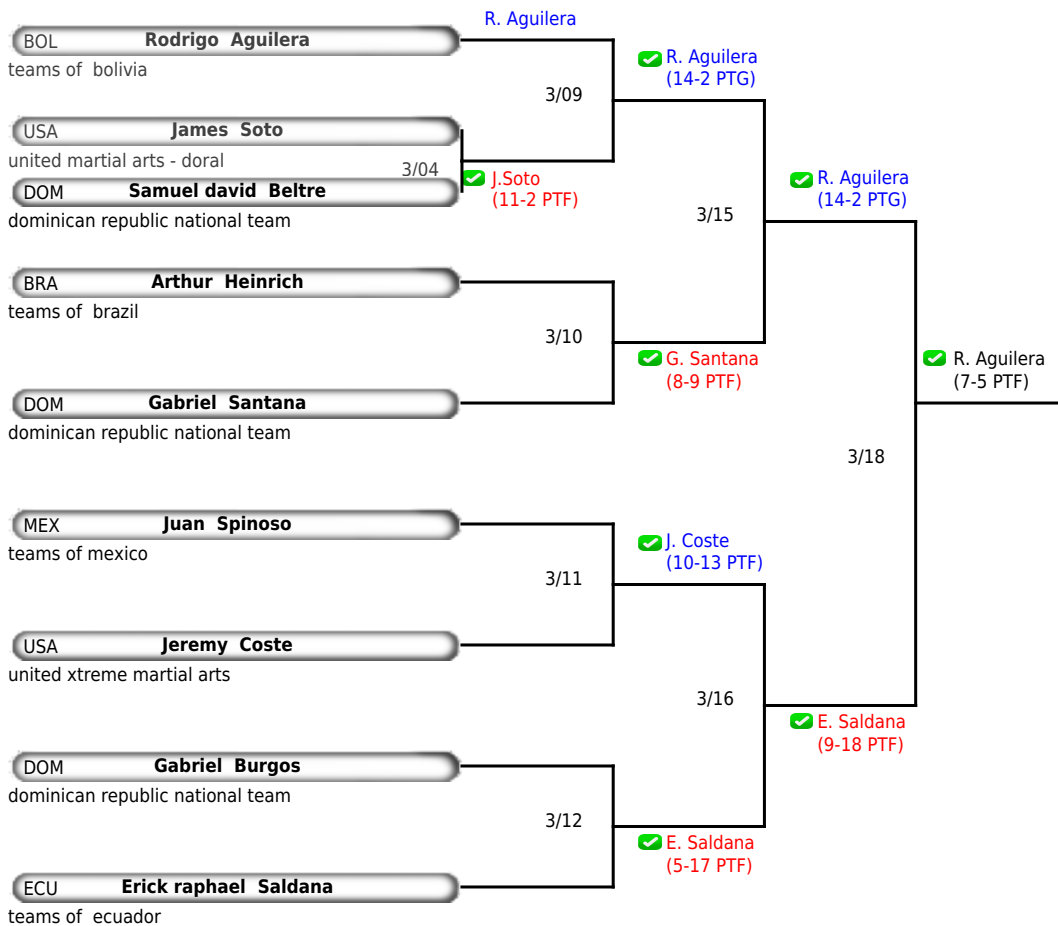 R. Aguilera
BOL Rodrigo Aguilera
teams of bolivia
R. Aguilera
(14-2 PTG)
3/09
USA James Soto
united martial arts - doral
3/04
J.Soto
(11-2 PTF)
DOM Samuel david Beltre
dominican republic national team
R. Aguilera
(14-2 PTG)
3/15
BRA Arthur Heinrich
teams of brazil
3/10
G. Santana
(8-9 PTF)
R. Aguilera
(7-5 PTF)
DOM Gabriel Santana
dominican republic national team
3/18
MEX Juan Spinoso
teams of mexico
J. Coste
(10-13 PTF)
3/11
USA Jeremy Coste
united xtreme martial arts
3/16
E. Saldana
(9-18 PTF)
DOM Gabriel Burgos
dominican republic national team
3/12
E. Saldana
(5-17 PTF)
ECU Erick raphael Saldana
teams of ecuador